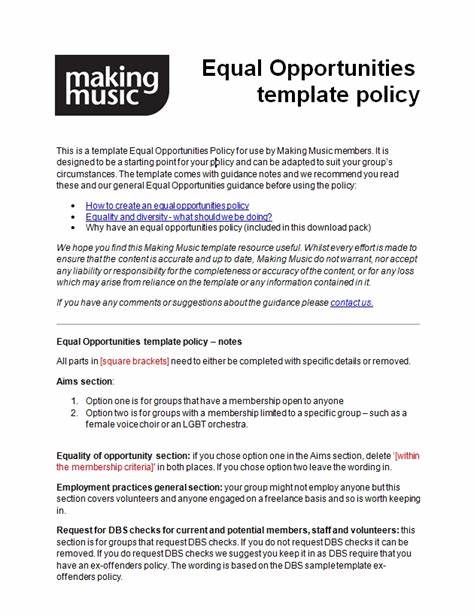 making
music
Equal Opportunities
template policy
This is a template Equal Opportunities Policy for use by Making Music members. It is
designed to be a starting point for your policy and can be adapted to suit your group's
circumstances. The template comes with guidance notes and we recommend you read
these and our general Equal Opportunities guidance before using the policy:
• How to create an equal opportunities policy
• Equality and diversity - what should we be doing?
• Why have an equal opportunities policy (included in this download pack)
We hope you find this Making Music template resource useful. Whilst every effort is made to
ensure that the content is accurate and up to date, Making Music do not warrant, nor accept
any liability or responsibility for the completeness or accuracy of the content, or for any loss
which may arise from reliance on the template or any information contained in it.
If you have any comments or suggestions about the guidance please contact us.
Equal Opportunities template policy – notes
All parts in [square brackets] need to either be completed with specific details or removed.
Aims section:
1. Option one is for groups that have a membership open to anyone
2. Option two is for groups with a membership limited to a specific group – such as a
female voice choir or an LGBT orchestra.
Equality of opportunity section: if you chose option one in the Aims section, delete '[within
the membership criteria]' in both places. If you chose option two leave the wording in.
Employment practices general section: your group might not employ anyone but this
section covers volunteers and anyone engaged on a freelance basis and so is worth keeping
in.
Request for DBS checks for current and potential members, staff and volunteers: this
section is for groups that request DBS checks. If you do not request DBS checks it can be
removed. If you do request DBS checks we suggest you keep it in as DBS require that you
have an ex-offenders policy. The wording is based on the DBS sample template ex-
offenders policy.